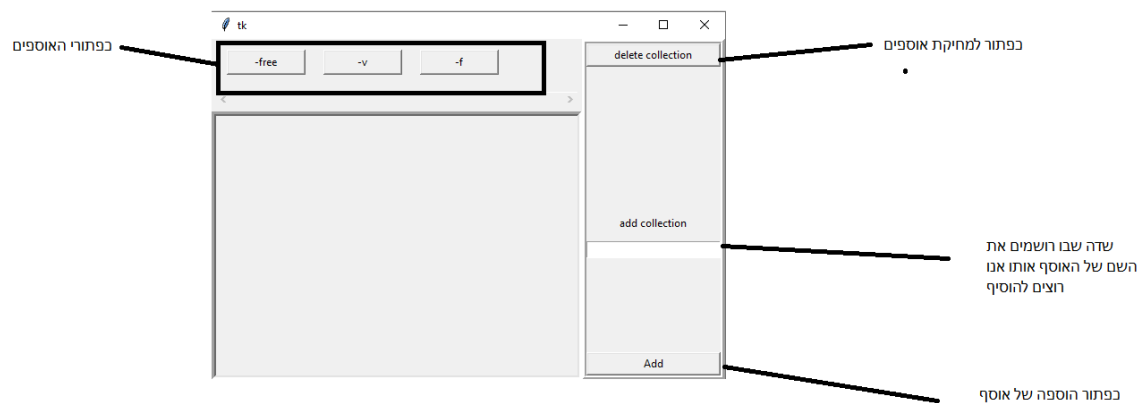 tk
כפתורי האוספים
-free
-v
-f
delete collection
כפתור למחיקת אוספים
add collection
שדה שבו רושמים את
השם של האוסף אותו אנו
רוצים להוסיף
Add
כפתור הוספה של אוסף